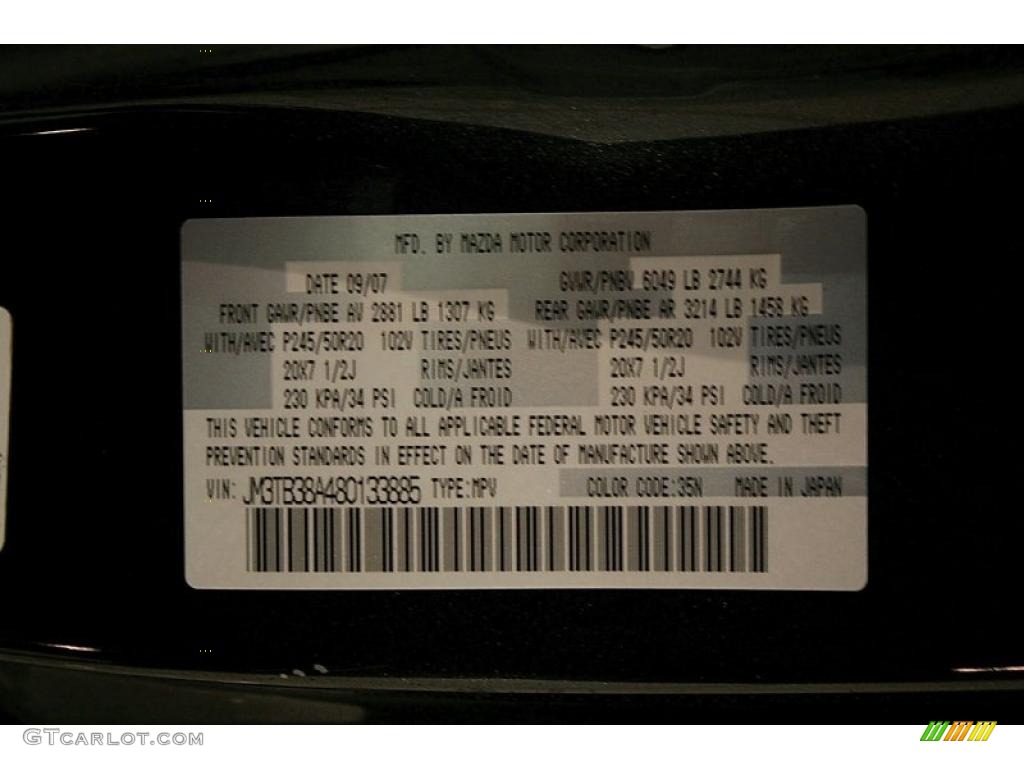 MFD. BY MAZDA MOTOR CORPORATION
DATE 09/07 GVWR/PNBV 6049 LB 2744 KG
FRONT GAWR/PNBE AV 2881 LB 1307 KG REAR GAWR/PNBE AR 3214 LB 1458 KG
WITH/AVEC P245/50R20 102V TIRES/PNEUS WITH/AVEC P245/50R20 102V TIRES/PNEUS
20X7 1/2J RIMS/JANTES 20X7 1/2J RIMS/JANTES
230 KPA/34 PSI COLD/A FROID 230 KPA/34 PSI COLD/A FROID
THIS VEHICLE CONFORMS TO ALL APPLICABLE FEDERAL MOTOR VEHICLE SAFETY AND THEFT
PREVENTION STANDARDS IN EFFECT ON THE DATE OF MANUFACTURE SHOWN ABOVE.
VIN: JM3TB38A480133885 TYPE:MPV COLOR CODE:35N MADE IN JAPAN
GTCARLOT.COM